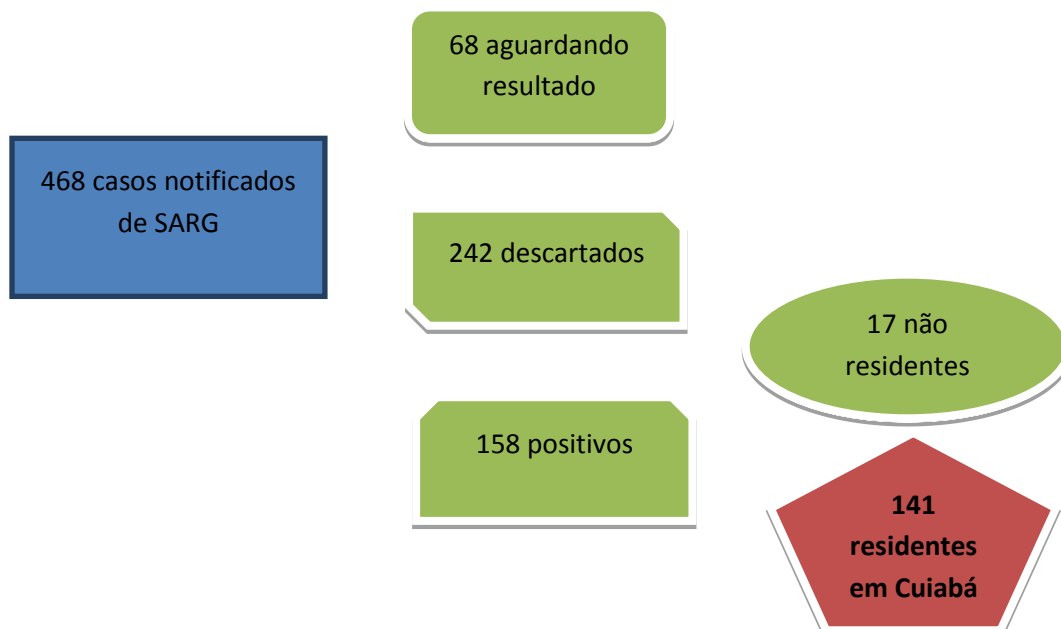 68 aguardando
resultado
468 casos notificados
de SARG
242 descartados
17 não
residentes
158 positivos
141
residentes
em Cuiabá